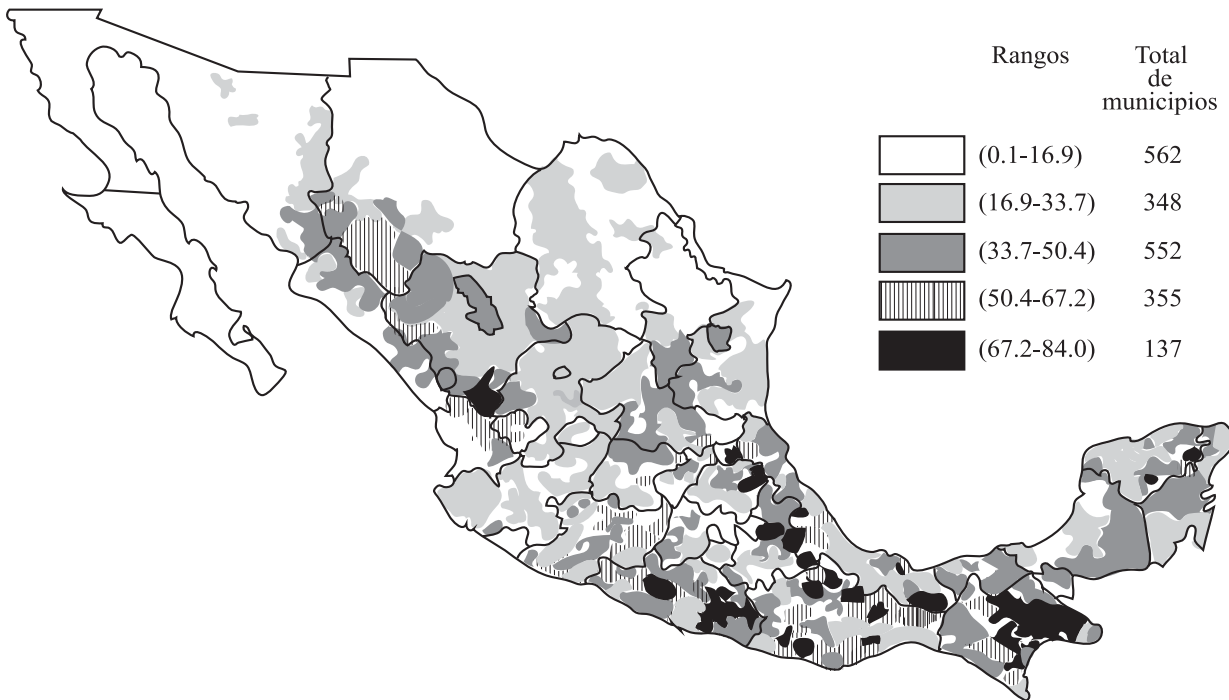 Rangos Total
de
municipios
(0.1-16.9) 562
(16.9-33.7) 348
(33.7-50.4) 552
(50.4-67.2) 355
(67.2-84.0) 137